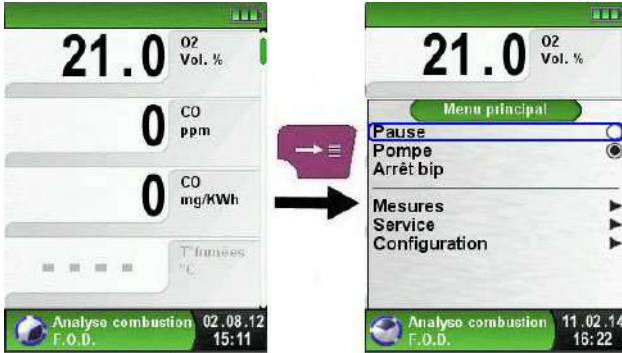 21.0 O2 Vol. %
0 CO ppm
0 CO mg/KWh
- - - - T°fumées °C
Analyse combustion 02.08.12
F.O.D. 15:11
21.0 O2 Vol. %
Menu principal
Pause
Pompe
Arrêt bip
Mesures
Service
Configuration
Analyse combustion 11.02.14
F.O.D. 16:22